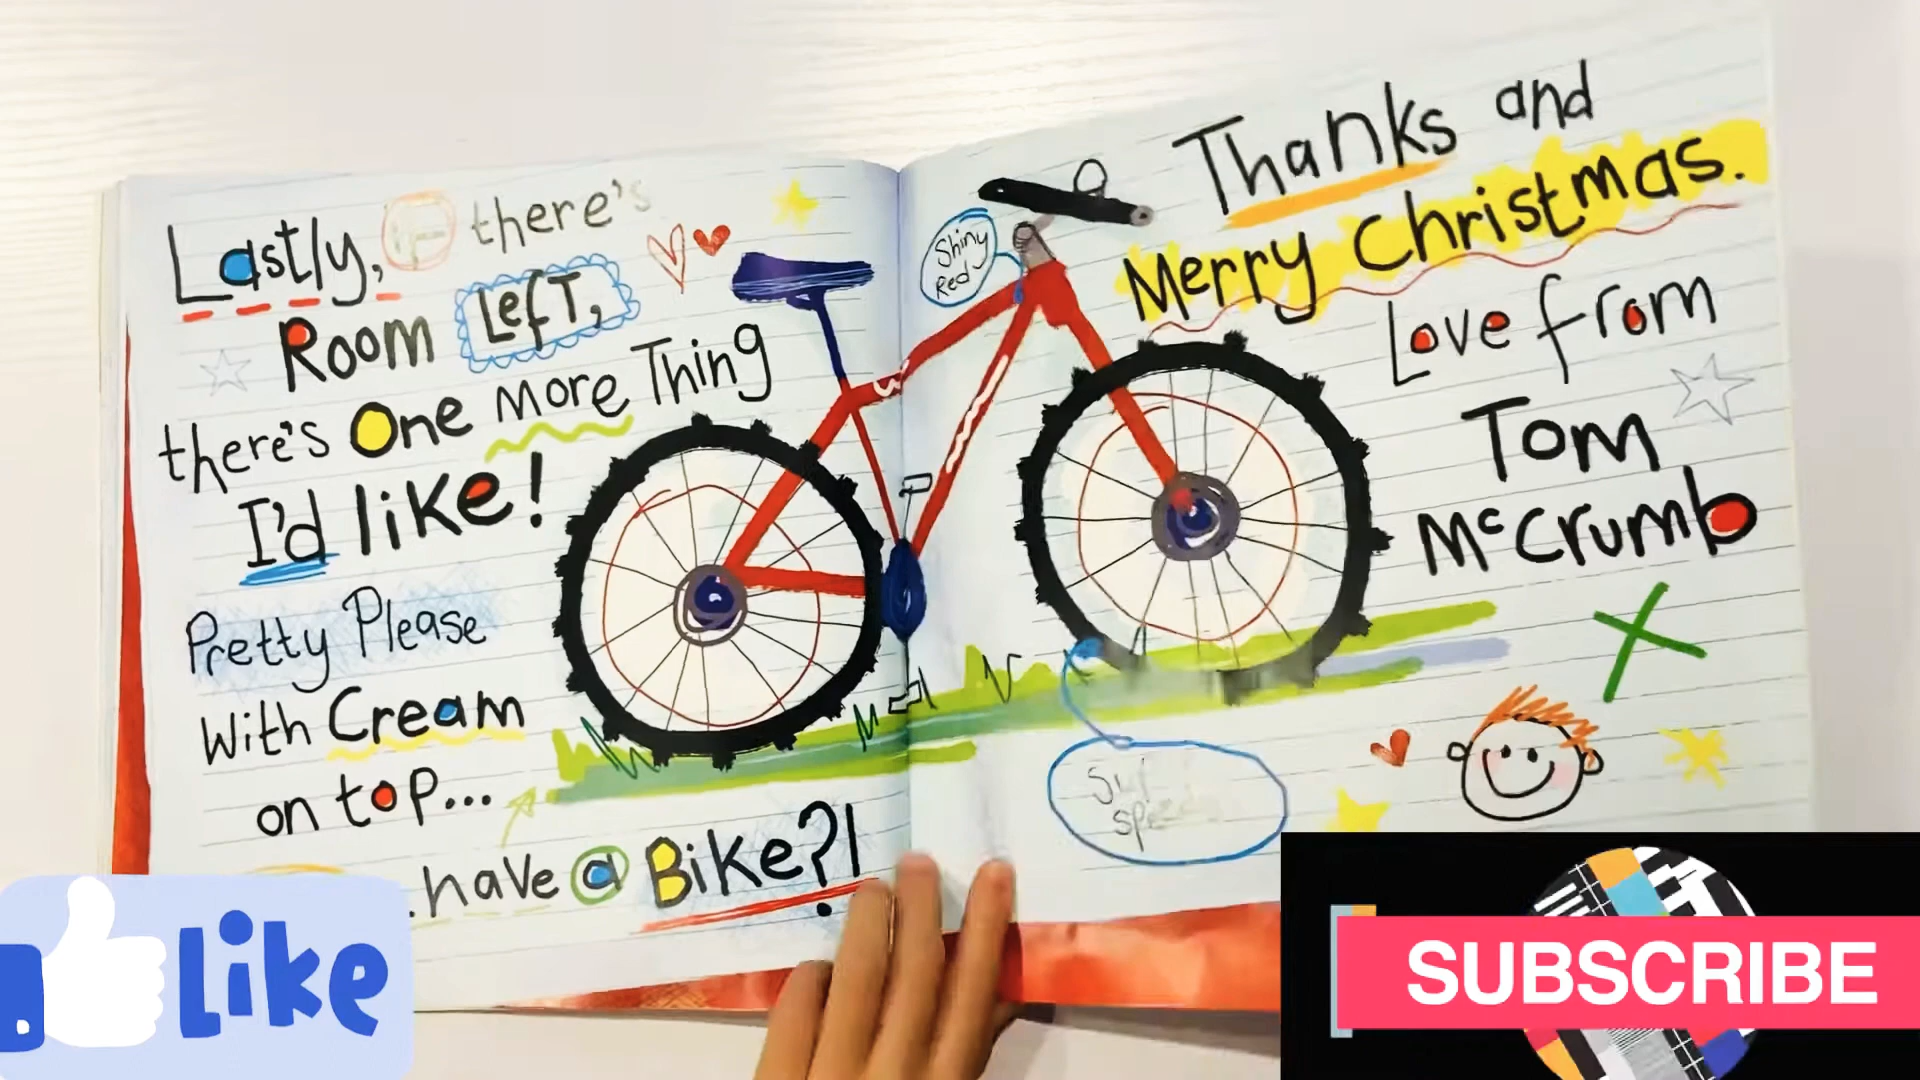 Lastly, if there's
Room Left,
there's One more Thing
I'd like!
Pretty Please
With Cream
on top...
.have a Bike?!
Shiny
Red
Thanks and
Merry Christmas.
Love from
Tom
McCrumb
X
Like
SUBSCRIBE